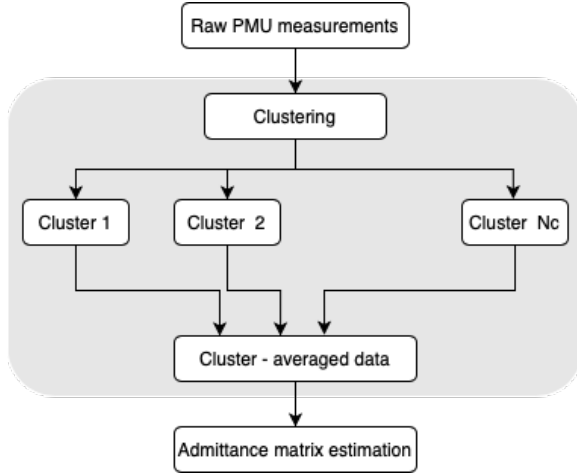 Raw PMU measurements
Clustering
Cluster 1
Cluster 2
Cluster Nc
Cluster - averaged data
Admittance matrix estimation